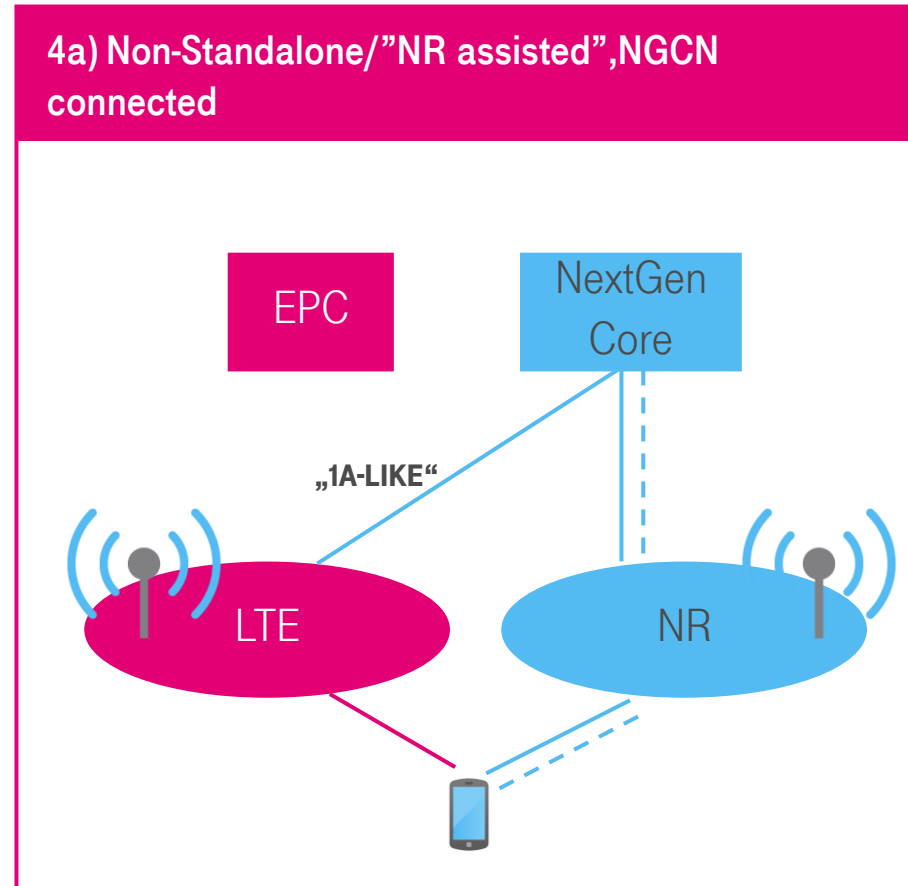 4a) Non-Standalone/”NR assisted”,NGCN
connected
EPC
NextGen
Core
„1A-LIKE“
LTE
NR